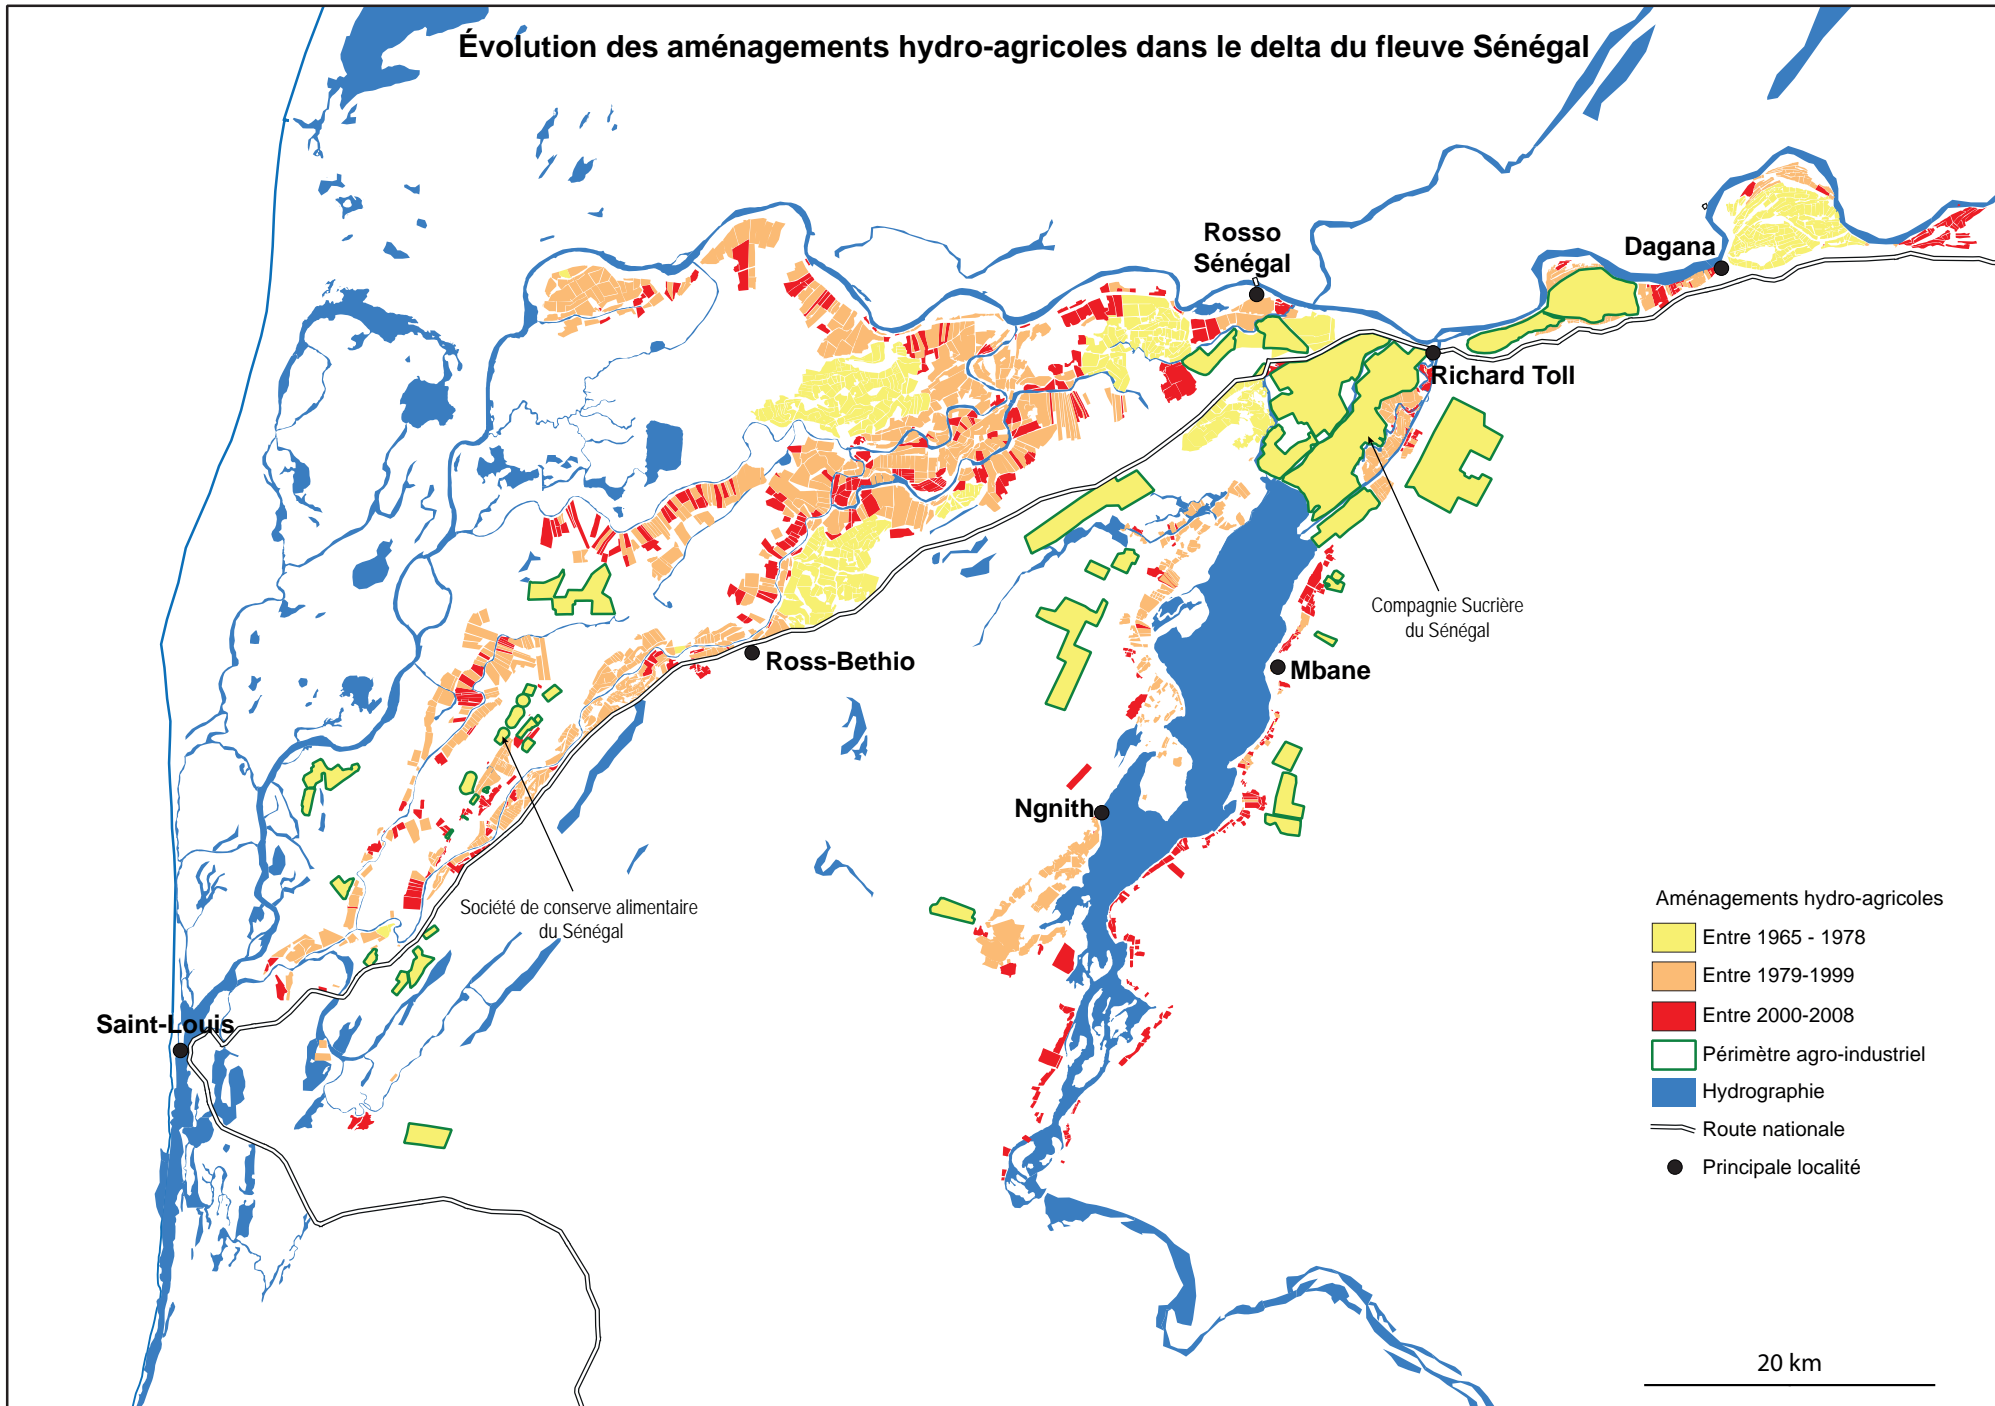 Évolution des aménagements hydro-agricoles dans le delta du fleuve Sénégal
Rosso
Sénégal
Dagana
Richard Toll
Compagnie Sucrière
du Sénégal
Ross-Bethio
Mbane
Ngnith
Société de conserve alimentaire
du Sénégal
Saint-Louis
Aménagements hydro-agricoles
Entre 1965 - 1978
Entre 1979-1999
Entre 2000-2008
Périmètre agro-industriel
Hydrographie
Route nationale
Principale localité
20 km